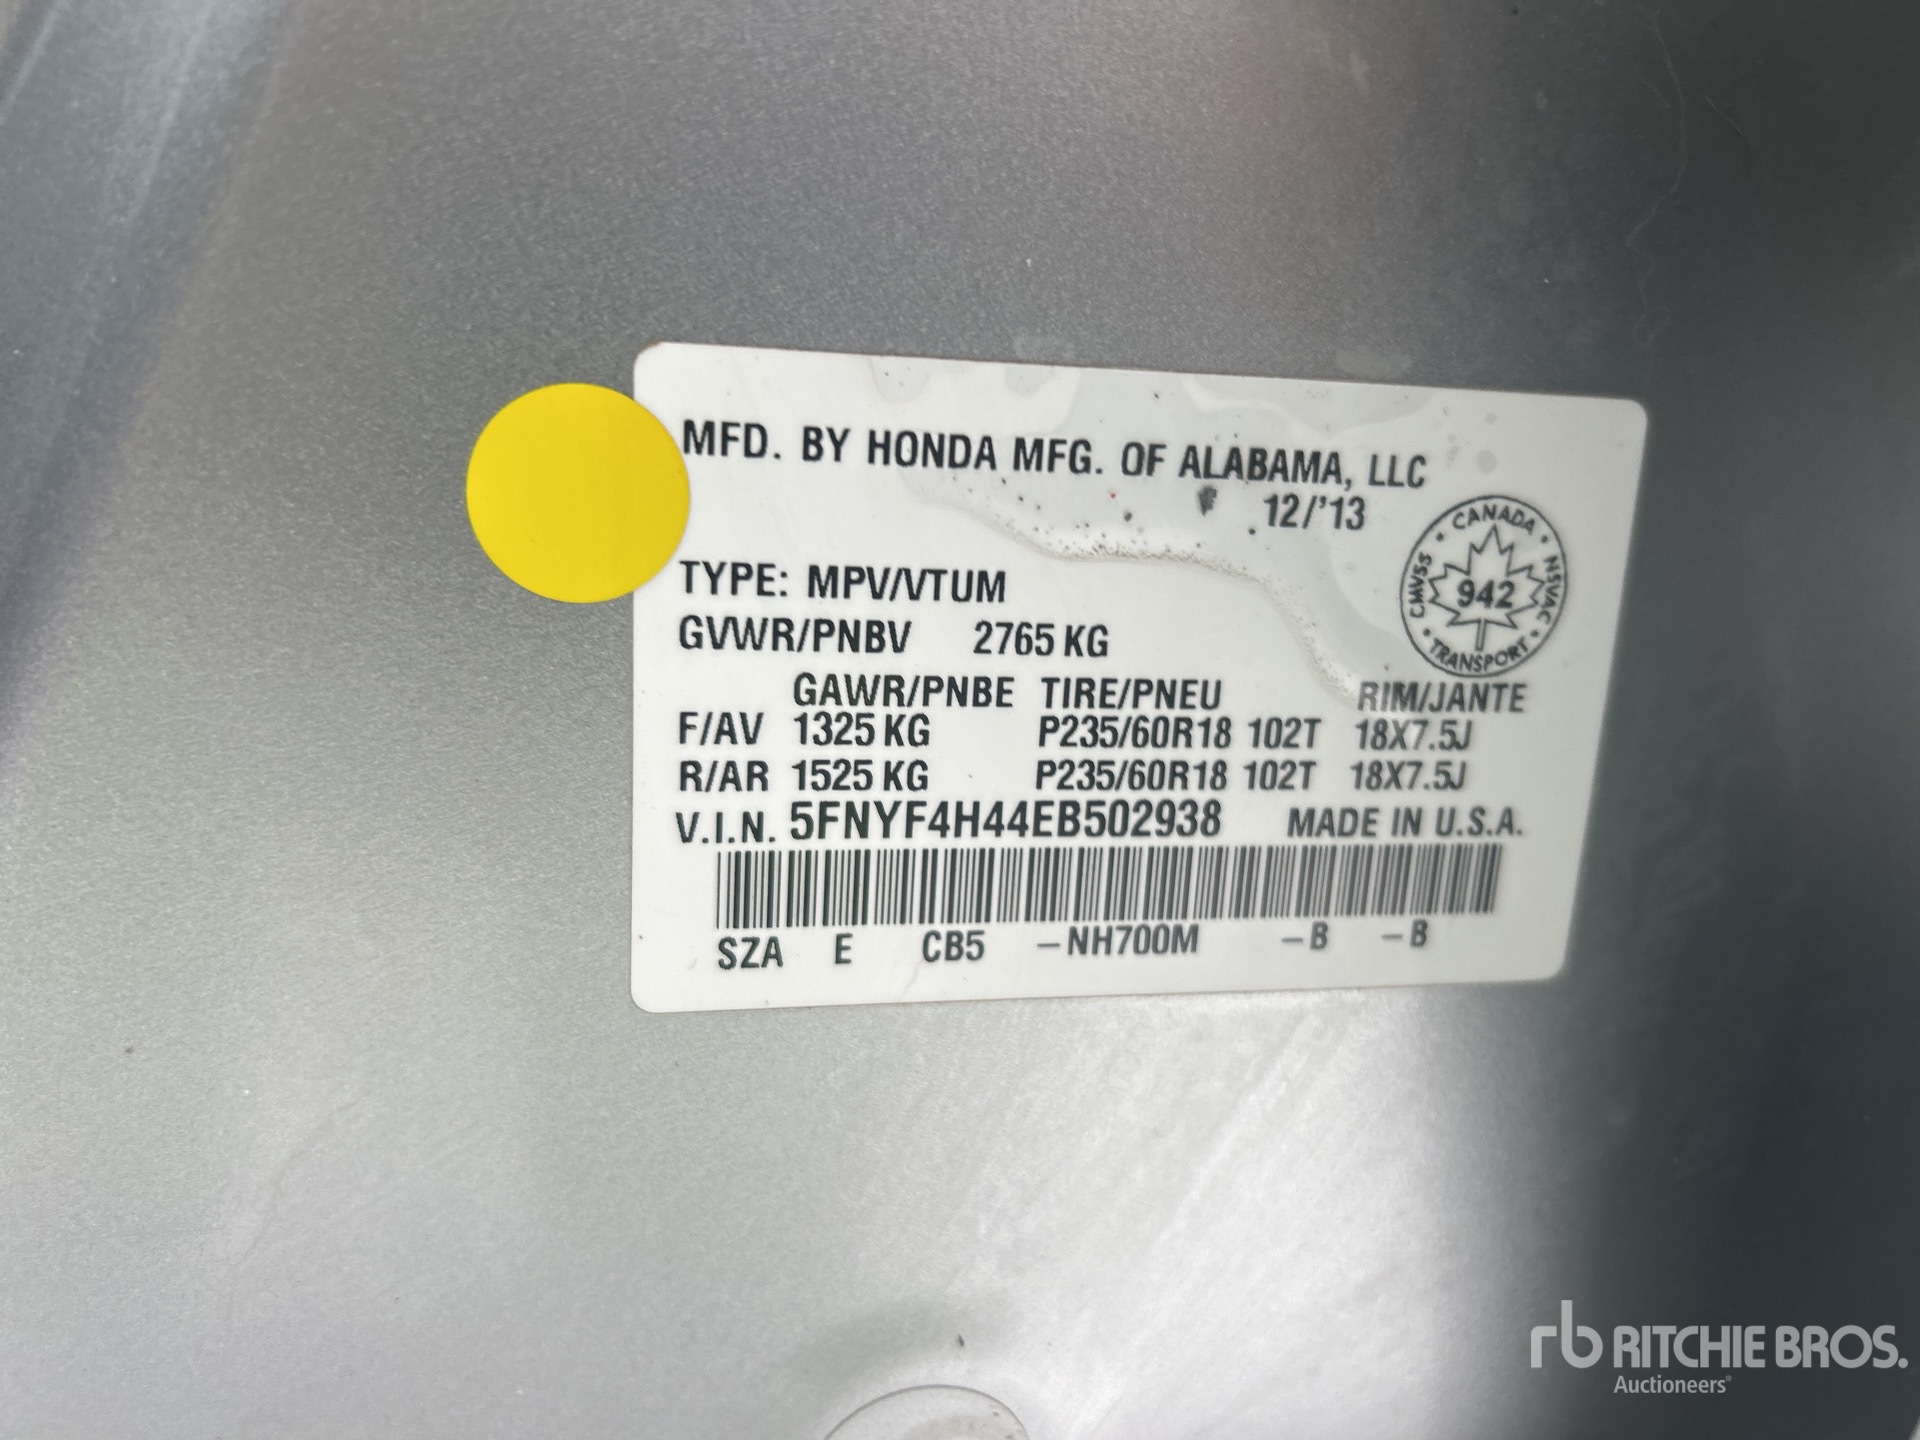 MFD. BY HONDA MFG. OF ALABAMA, LLC
12/'13
CANADA
CMVSS
NSVAC
942
TRANSPORT
TYPE: MPV/VTUM
GVWR/PNBV 2765 KG
GAWR/PNBE TIRE/PNEU RIM/JANTE
F/AV 1325 KG P235/60R18 102T 18X7.5J
R/AR 1525 KG P235/60R18 102T 18X7.5J
V.I.N. 5FNYF4H44EB502938 MADE IN U.S.A.
SZA E CB5 –NH700M –B –B
rb RITCHIE BROS.
Auctioneers®